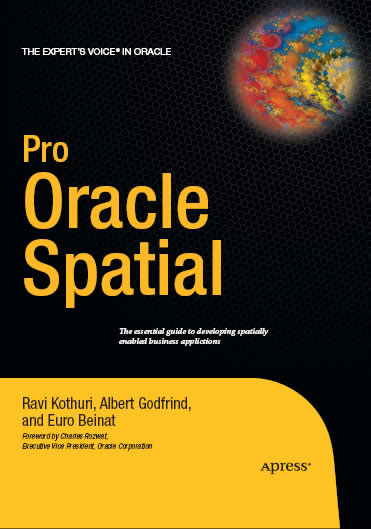 THE EXPERT'S VOICE® IN ORACLE
Pro
Oracle
Spatial
The essential guide to developing spatially
enabled business applictions
Ravi Kothuri, Albert Godfrind,
and Euro Beinat
Foreword by Charles Rozwat,
Executive Vice President, Oracle Corporation
Apress®